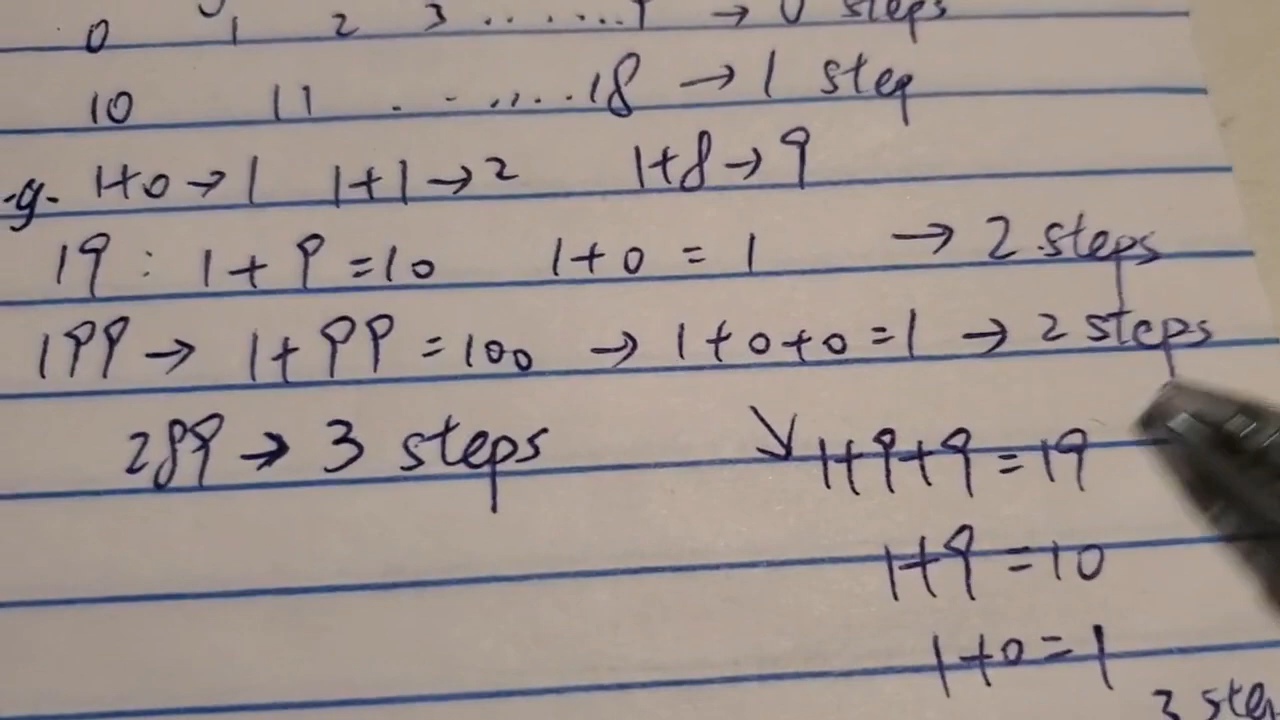 0 1 2 3 ........9 → 0 steps
10 11 ........18 → 1 step
.g. 1+0→1 1+1→2 1+8→9
19 : 1+9=10 1+0=1 → 2 steps
199 → 1+99=100 → 1+0+0=1 → 2 steps
289 → 3 steps ↘ 1+9+9=19
1+9=10
1+0=1
3 ste